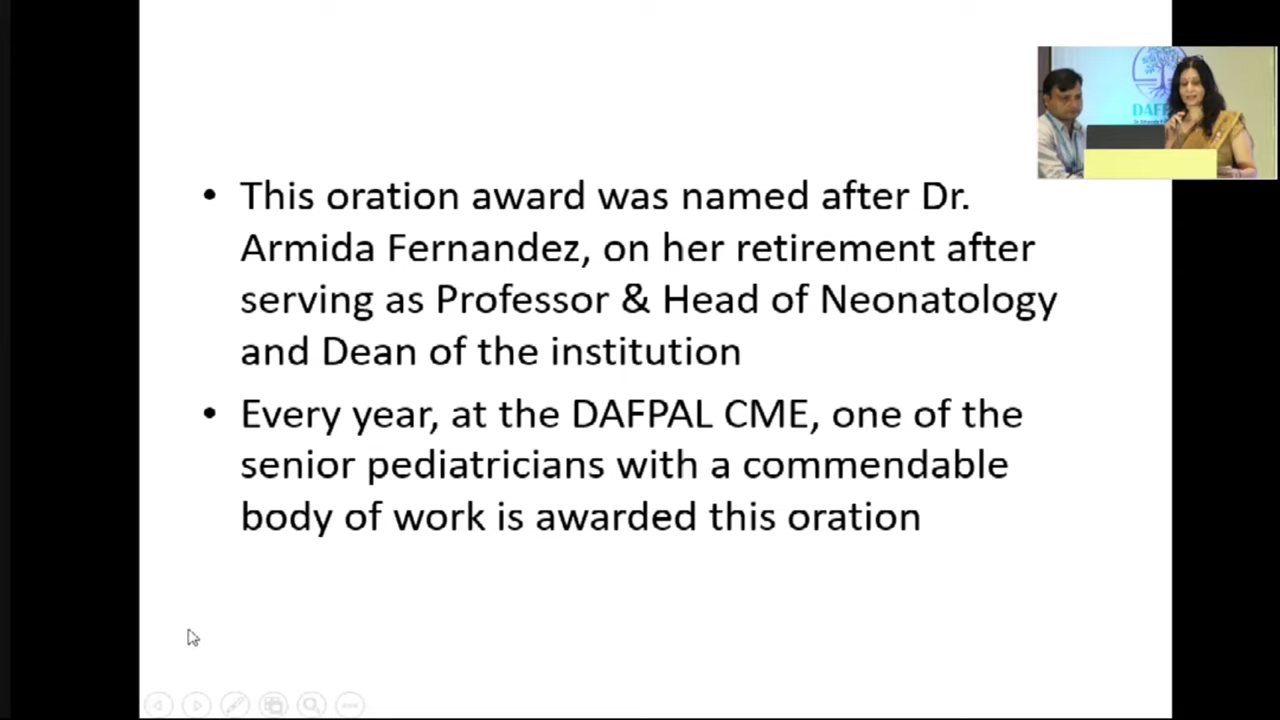 • This oration award was named after Dr.
Armida Fernandez, on her retirement after
serving as Professor & Head of Neonatology
and Dean of the institution
• Every year, at the DAFPAL CME, one of the
senior pediatricians with a commendable
body of work is awarded this oration